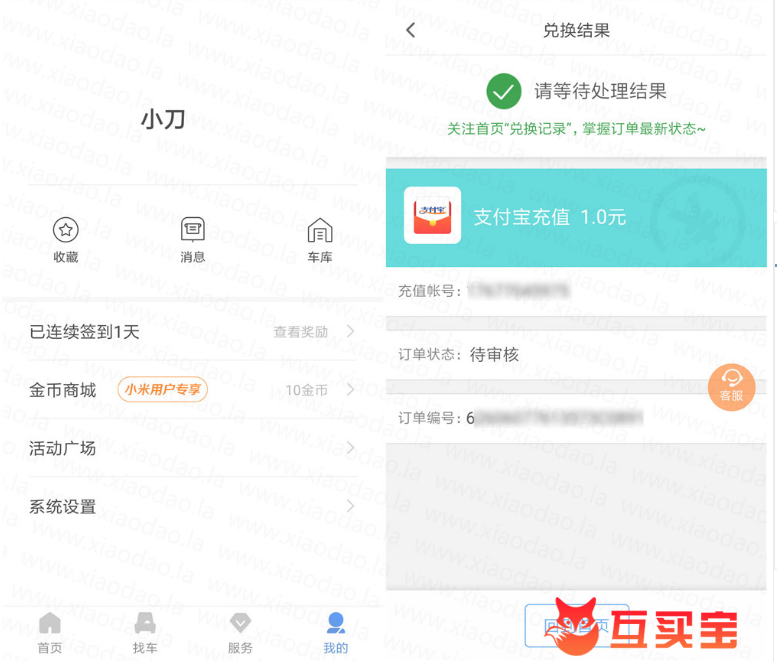 小刀
收藏
消息
车库
已连续签到1天
查看奖励
金币商城
小米用户专享
10金币
活动广场
系统设置
首页
找车
服务
我的
兑换结果
请等待处理结果
关注首页“兑换记录”，掌握订单最新状态~
支付宝
支付宝充值 1.0元
充值帐号：
订单状态：待审核
客服
订单编号：6
互买宝
www.xiaodao.la